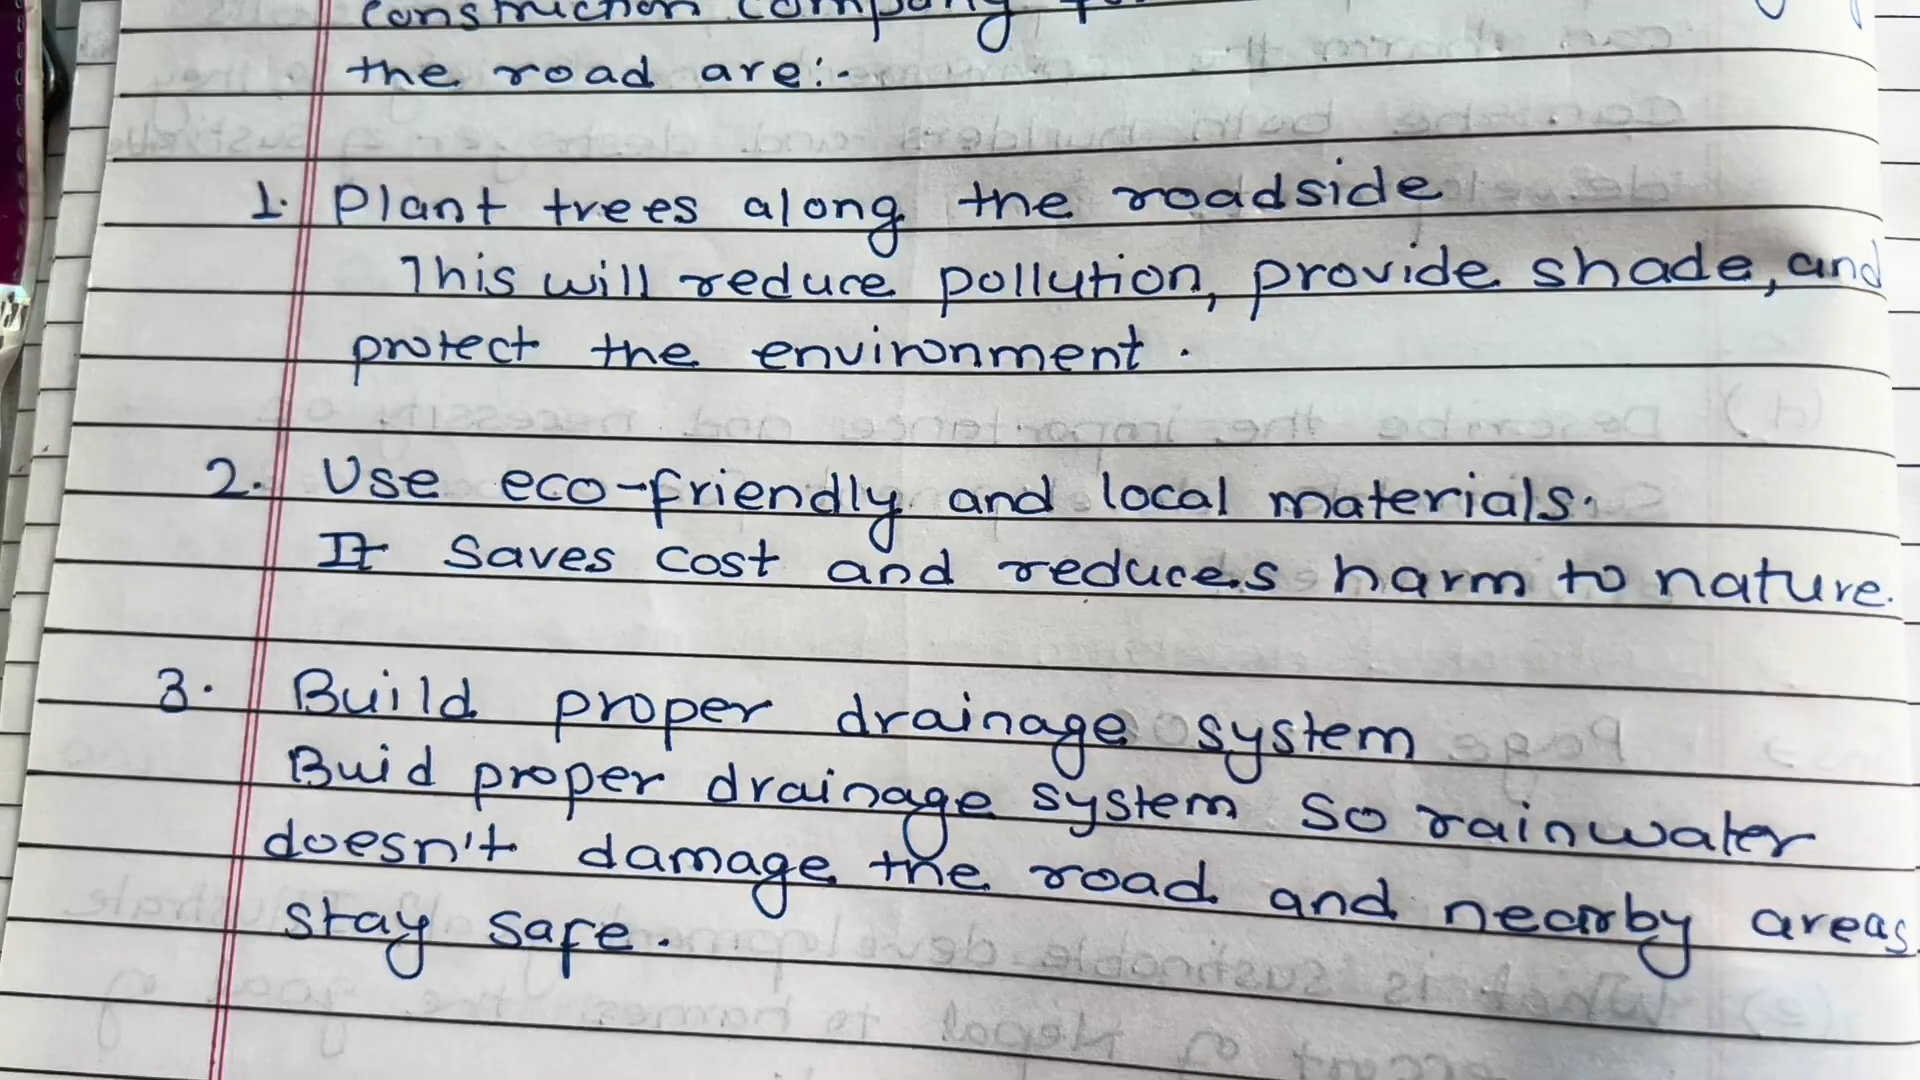 construction company
the road are:-
1. Plant trees along the roadside
This will reduce pollution, provide shade, and
protect the environment.
2. Use eco-friendly and local materials.
It saves cost and reduces harm to nature.
3. Build proper drainage system
Buid proper drainage system so rainwater
doesn't damage the road and nearby areas
stay safe.